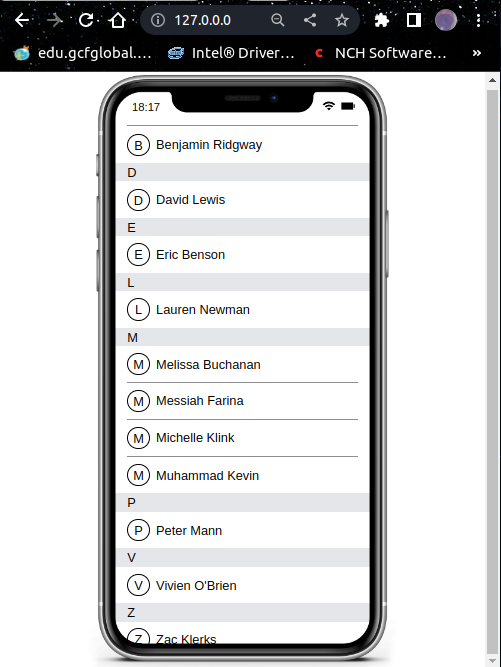 127.0.0.0
edu.gcfglobal.…
Intel® Driver…
C NCH Software…
»
18:17
B Benjamin Ridgway
D
D David Lewis
E
E Eric Benson
L
L Lauren Newman
M
M Melissa Buchanan
M Messiah Farina
M Michelle Klink
M Muhammad Kevin
P
P Peter Mann
V
V Vivien O'Brien
Z
Z Zac Klerks